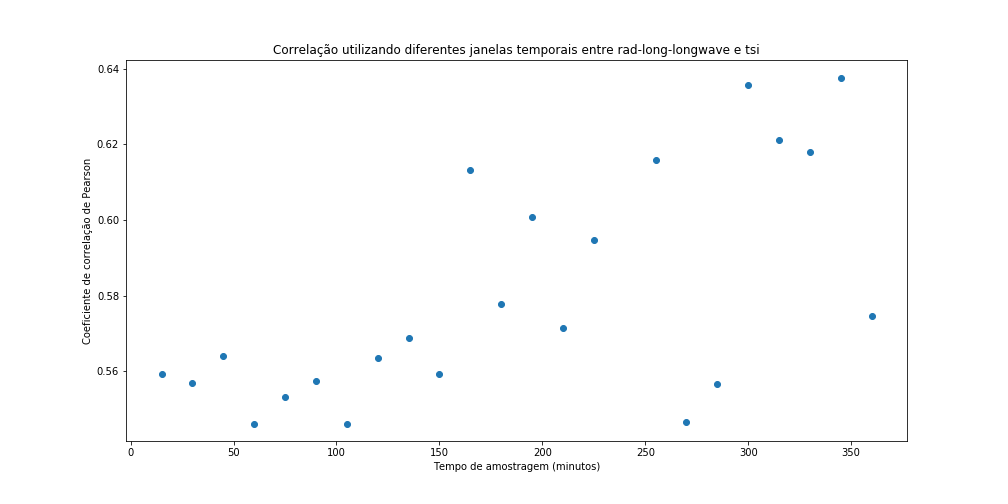 Correlação utilizando diferentes janelas temporais entre rad-long-longwave e tsi
Coeficiente de correlação de Pearson
0.64
0.62
0.60
0.58
0.56
0 50 100 150 200 250 300 350
Tempo de amostragem (minutos)